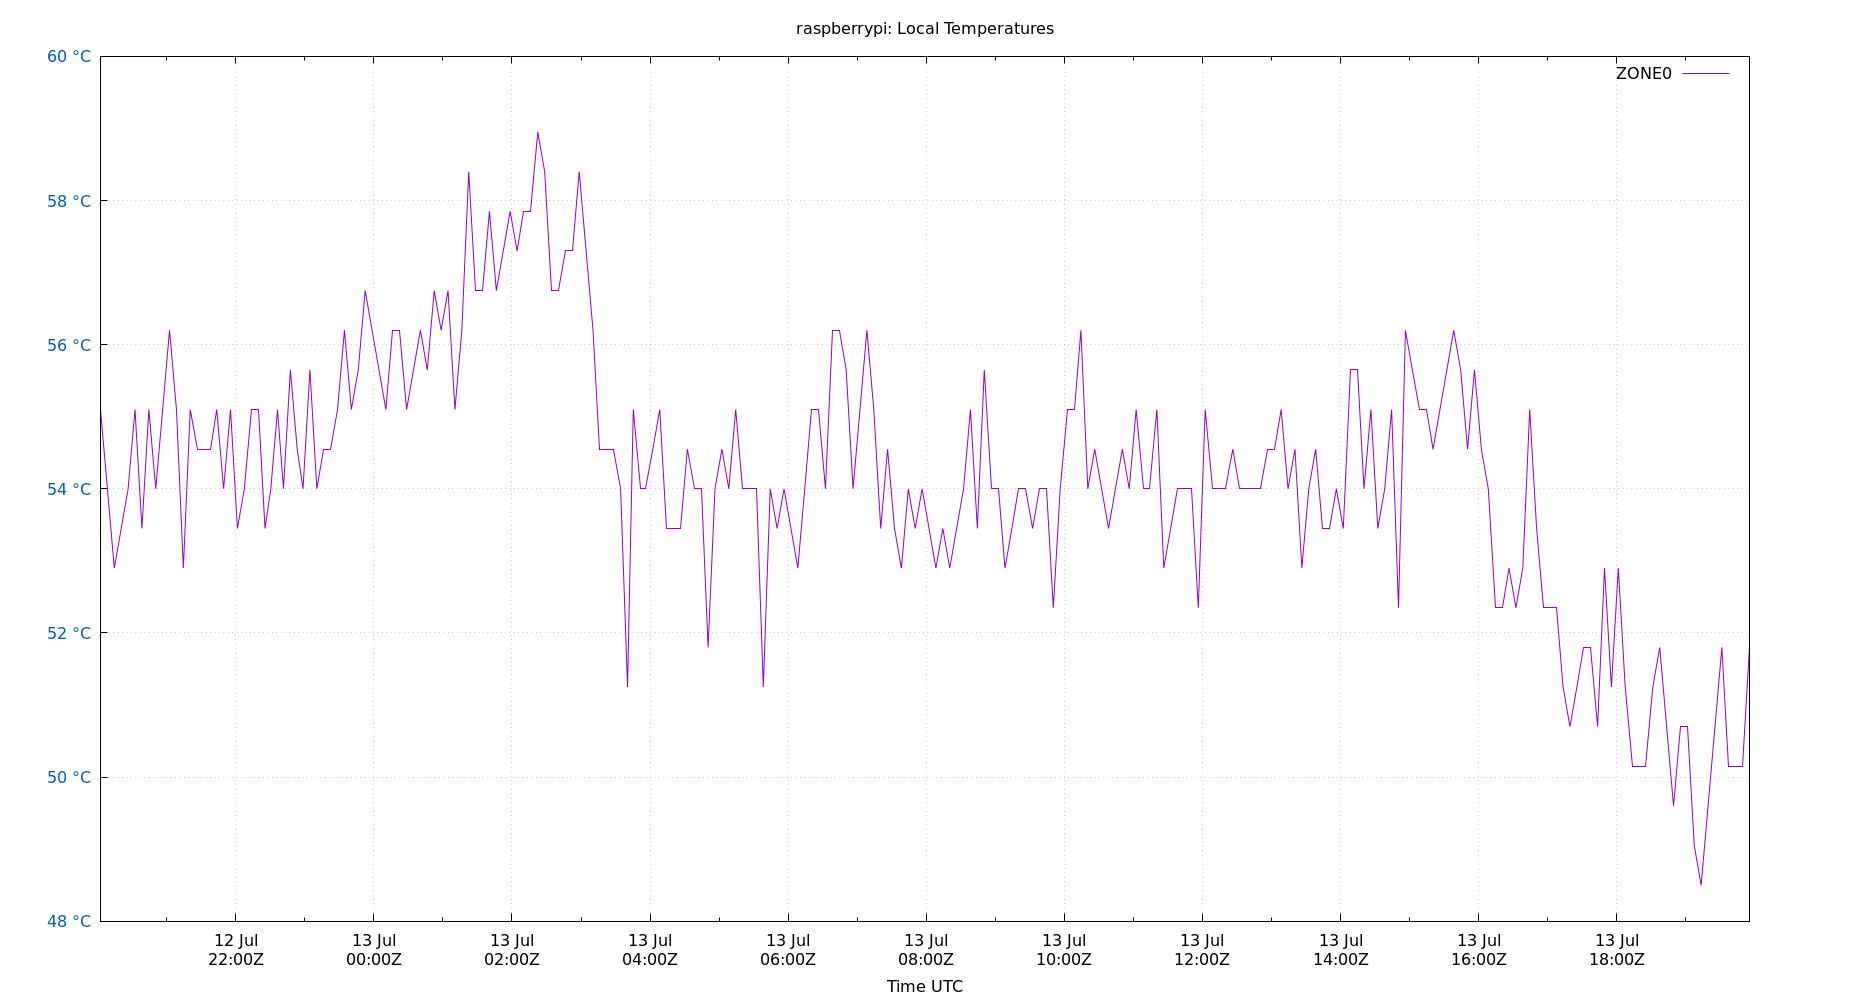 raspberrypi: Local Temperatures
60 °C
ZONE0
58 °C
56 °C
54 °C
52 °C
50 °C
48 °C
12 Jul 13 Jul 13 Jul 13 Jul 13 Jul 13 Jul 13 Jul 13 Jul 13 Jul 13 Jul 13 Jul
22:00Z 00:00Z 02:00Z 04:00Z 06:00Z 08:00Z 10:00Z 12:00Z 14:00Z 16:00Z 18:00Z
Time UTC